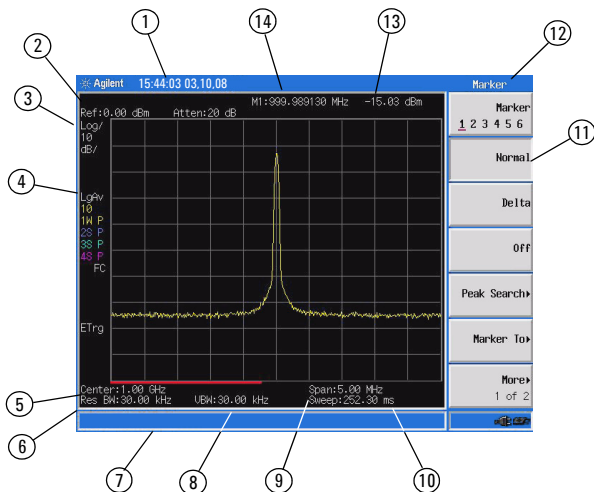 1
14
13
2
12
Agilent 15:44:03 03,10,08
Marker
M1:999.989130 MHz -15.03 dBm
Ref:0.00 dBm Atten:20 dB
3
Log/
10
dB/
4
LgAv
10
1W P
2S P
3S P
4S P
FC
ETrg
Marker
1 2 3 4 5 6
11
Normal
Delta
Off
Peak Search
Marker To
More
1 of 2
Center:1.00 GHz Span:5.00 MHz
Res BW:30.00 kHz VBW:30.00 kHz Sweep:252.30 ms
5
6
7
8
9
10